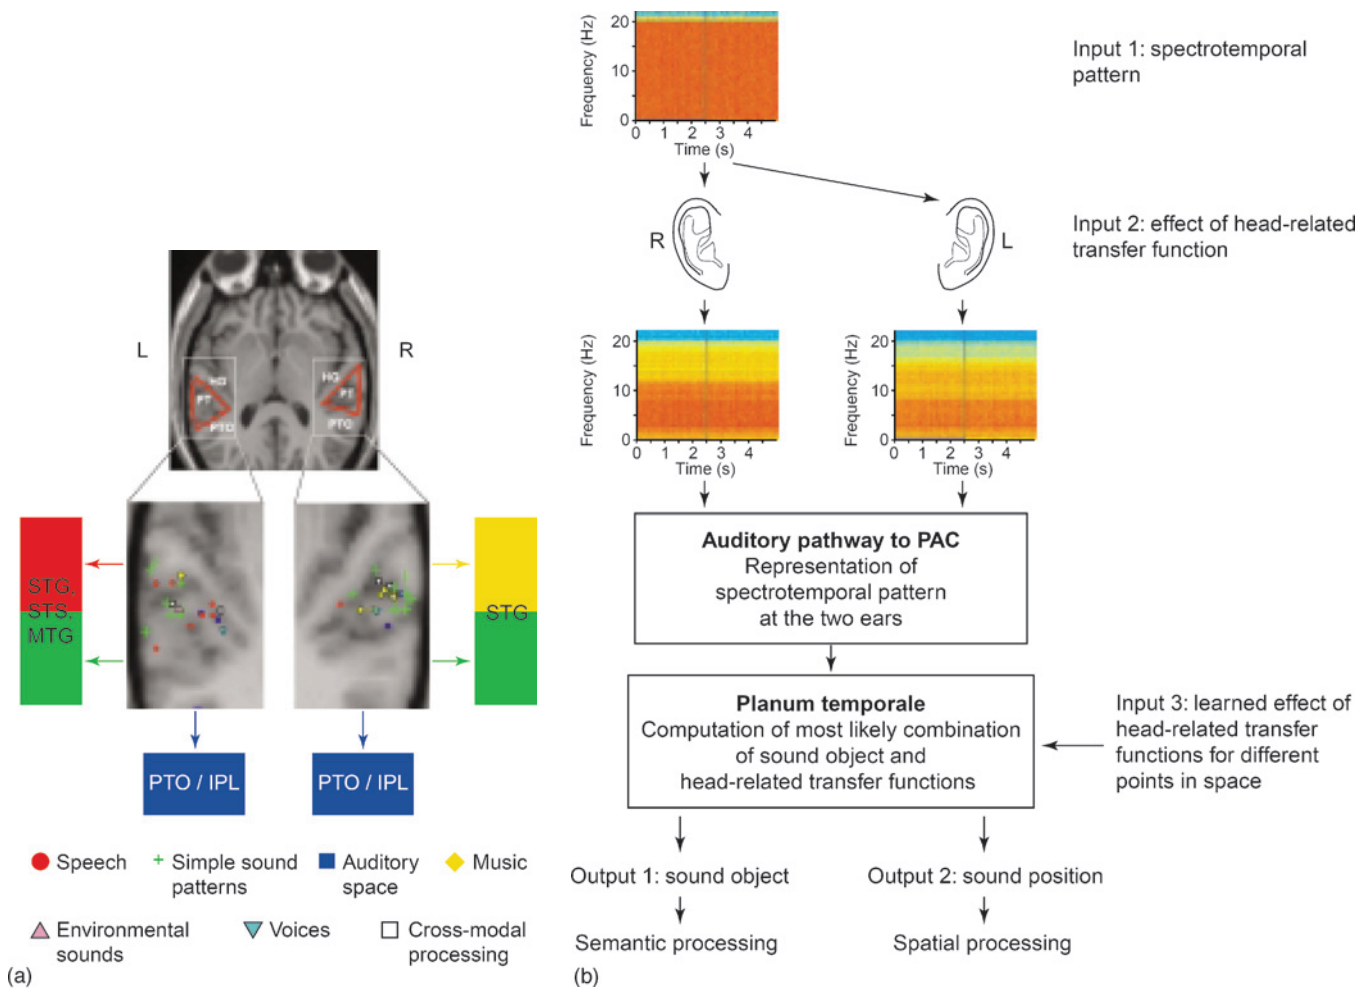 L
R
HG
PT
PTO
HG
PT
PTO
STG,
STS,
MTG
STG
PTO / IPL
PTO / IPL
Speech
Simple sound
patterns
Auditory
space
Music
Environmental
sounds
Voices
Cross-modal
processing
(a)
Frequency (Hz)
20
10
0
0 1 2 3 4
Time (s)
Input 1: spectrotemporal
pattern
R
L
Input 2: effect of head-related
transfer function
Frequency (Hz)
20
10
0
0 1 2 3 4
Time (s)
Frequency (Hz)
20
10
0
0 1 2 3 4
Time (s)
Auditory pathway to PAC
Representation of
spectrotemporal pattern
at the two ears
Planum temporale
Computation of most likely combination
of sound object and
head-related transfer functions
Input 3: learned effect of
head-related transfer
functions for different
points in space
Output 1: sound object
Output 2: sound position
Semantic processing
Spatial processing
(b)